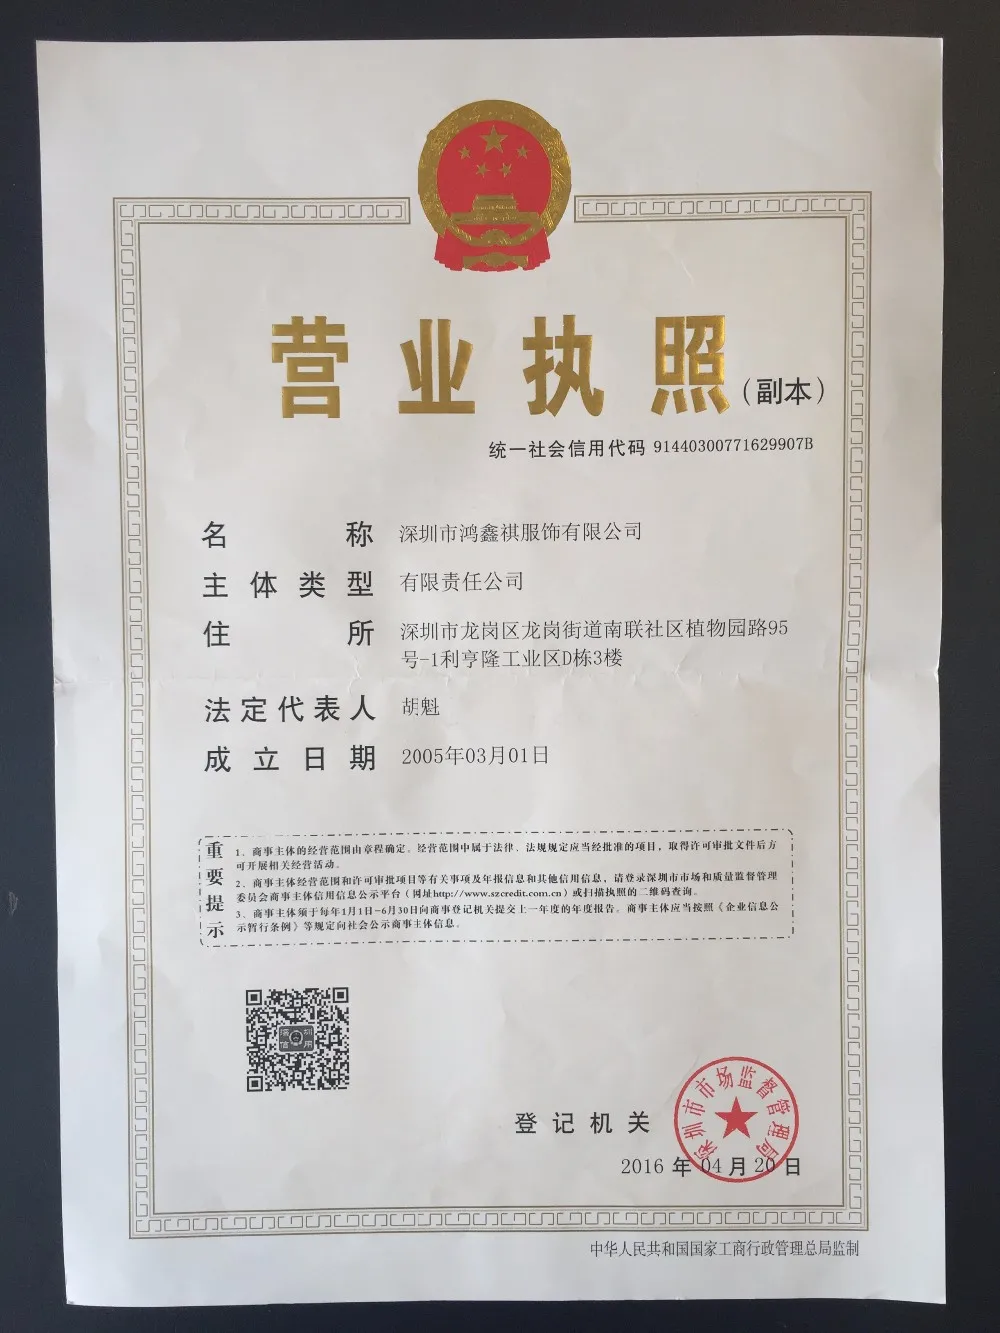 营业执照(副本)
统一社会信用代码 91440300771629907B
名称 深圳市鸿鑫祺服饰有限公司
主体类型 有限责任公司
住所 深圳市龙岗区龙岗街道南联社区植物园路95
号-1利亨隆工业区D栋3楼
法定代表人 胡魁
成立日期 2005年03月01日
重要提示
1、商事主体的经营范围由章程确定。经营范围中属于法律、法规规定应当经批准的项目，取得许可审批文件后方
可开展相关经营活动。
2、商事主体经营范围和许可审批项目等有关事项及年报信息和其他信用信息，请登录深圳市市场和质量监督管理
委员会商事主体信用信息公示平台（网址http://www.szcredit.com.cn）或扫描执照的二维码查询。
3、商事主体须于每年1月1日-6月30日向商事登记机关提交上一年度的年度报告。商事主体应当按照《企业信息公
示暂行条例》等规定向社会公示商事主体信息。
深圳
信用
登记机关
深圳市市场监督管理局
2016年04月20日
中华人民共和国国家工商行政管理总局监制